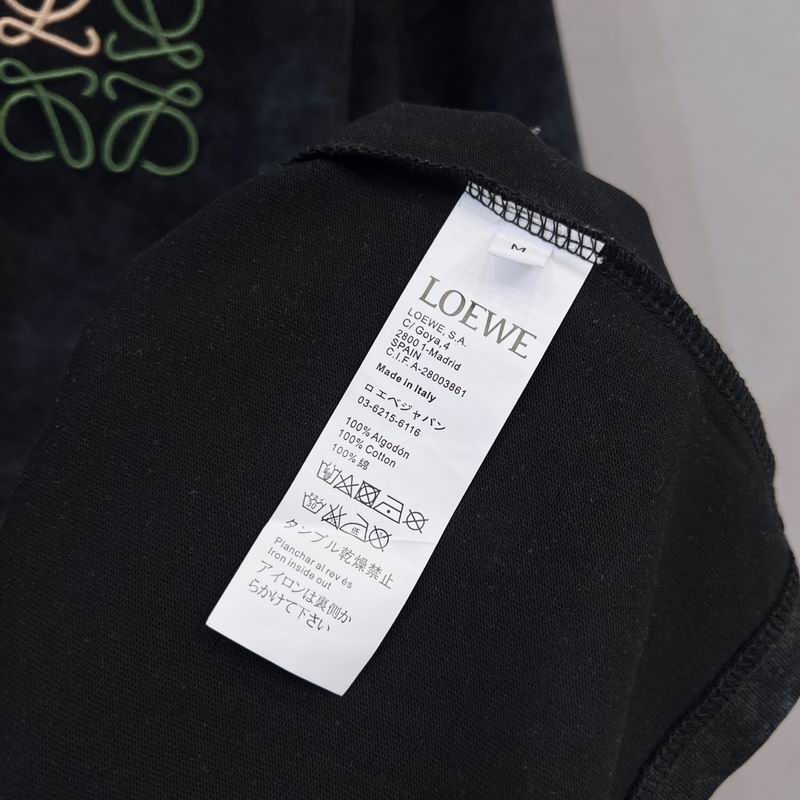 M
LOEWE
LOEWE, S.A.
C/ Goya,4
28001-Madrid
SPAIN
C.I.F. A-28003861
Made in Italy
ロエベジャパン
03-6215-6116
100% Algodón
100% Cotton
100% 綿
タンブル乾燥禁止
Planchar al revés
Iron inside out
アイロンは裏側か
らかけて下さい